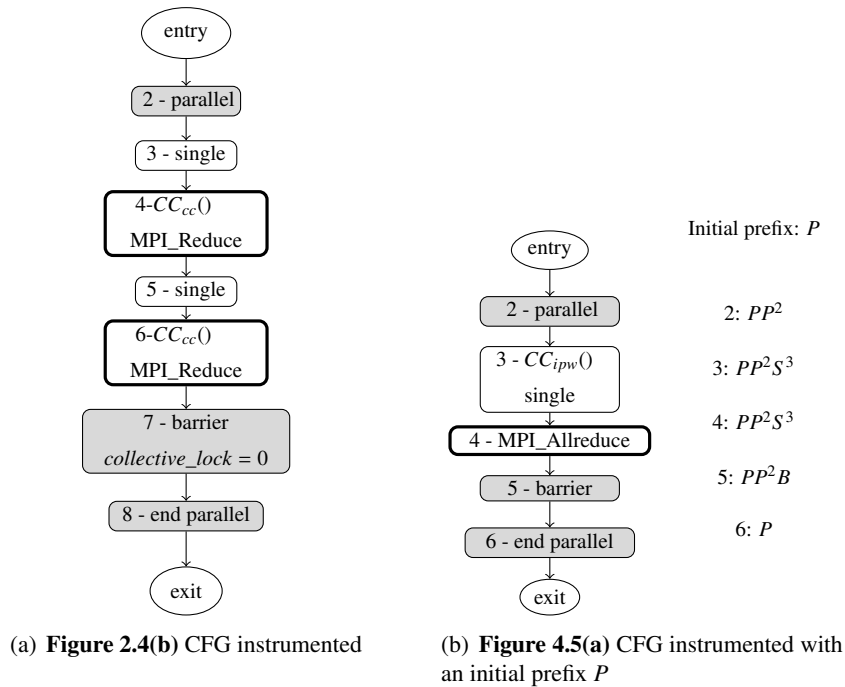 entry
2 - parallel
3 - single
4-CC_cc()
MPI_Reduce
5 - single
6-CC_cc()
MPI_Reduce
7 - barrier
collective_lock = 0
8 - end parallel
exit
(a) Figure 2.4(b) CFG instrumented
Initial prefix: P
entry
2 - parallel
2: PP²
3 - CC_ipw()
single
3: PP²S³
4 - MPI_Allreduce
4: PP²S³
5 - barrier
5: PP²B
6 - end parallel
6: P
exit
(b) Figure 4.5(a) CFG instrumented with
an initial prefix P